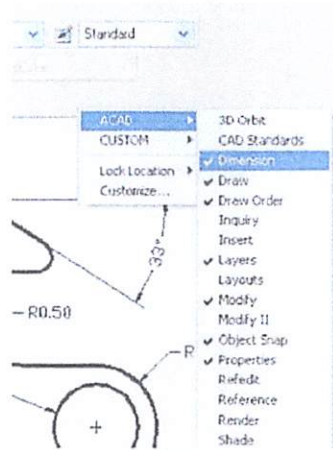 Standard
ACAD
CUSTOM
Lock Location
Customize...
3D Orbit
CAD Standards
Dimension
Draw
Draw Order
Inquiry
Insert
Layers
Layouts
Modify
Modify II
Object Snap
Properties
Refedit
Reference
Render
Shade
33°
R0.50
R